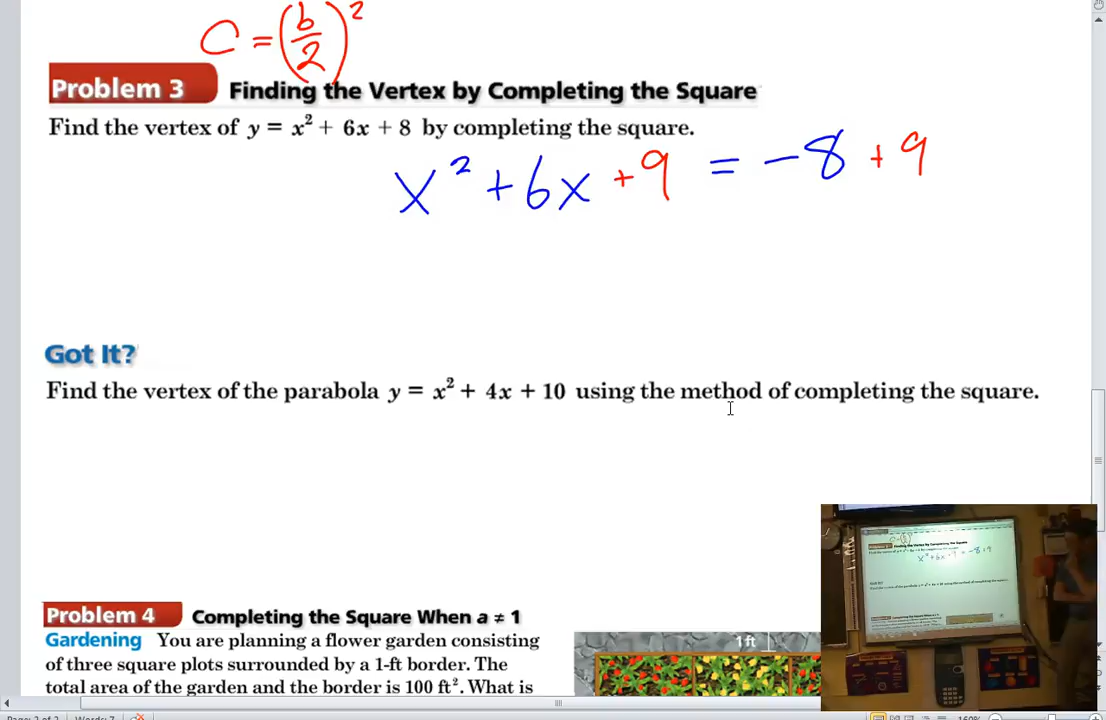 C = (b/2)²
Problem 3 Finding the Vertex by Completing the Square
Find the vertex of y = x² + 6x + 8 by completing the square.
x² + 6x + 9 = -8 + 9
Got It?
Find the vertex of the parabola y = x² + 4x + 10 using the method of completing the square.
Problem 4 Completing the Square When a ≠ 1
Gardening You are planning a flower garden consisting
of three square plots surrounded by a 1-ft border. The
total area of the garden and the border is 100 ft². What is
1 ft